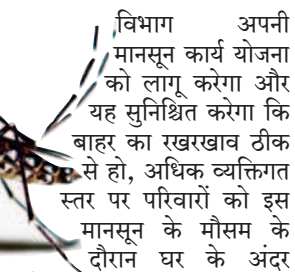 विभाग अपनी
मानसून कार्य योजना
को लागू करेगा और
यह सुनिश्चित करेगा कि
बाहर का रखरखाव ठीक
से हो, अधिक व्यक्तिगत
स्तर पर परिवारों को इस
मानसून के मौसम के
दौरान घर के अंदर